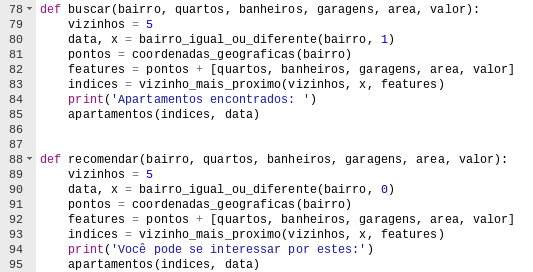 78 def buscar(bairro, quartos, banheiros, garagens, area, valor):
79     vizinhos = 5
80     data, x = bairro_igual_ou_diferente(bairro, 1)
81     pontos = coordenadas_geograficas(bairro)
82     features = pontos + [quartos, banheiros, garagens, area, valor]
83     indices = vizinho_mais_proximo(vizinhos, x, features)
84     print('Apartamentos encontrados: ')
85     apartamentos(indices, data)
86
87
88 def recomendar(bairro, quartos, banheiros, garagens, area, valor):
89     vizinhos = 5
90     data, x = bairro_igual_ou_diferente(bairro, 0)
91     pontos = coordenadas_geograficas(bairro)
92     features = pontos + [quartos, banheiros, garagens, area, valor]
93     indices = vizinho_mais_proximo(vizinhos, x, features)
94     print('Você pode se interessar por estes:')
95     apartamentos(indices, data)